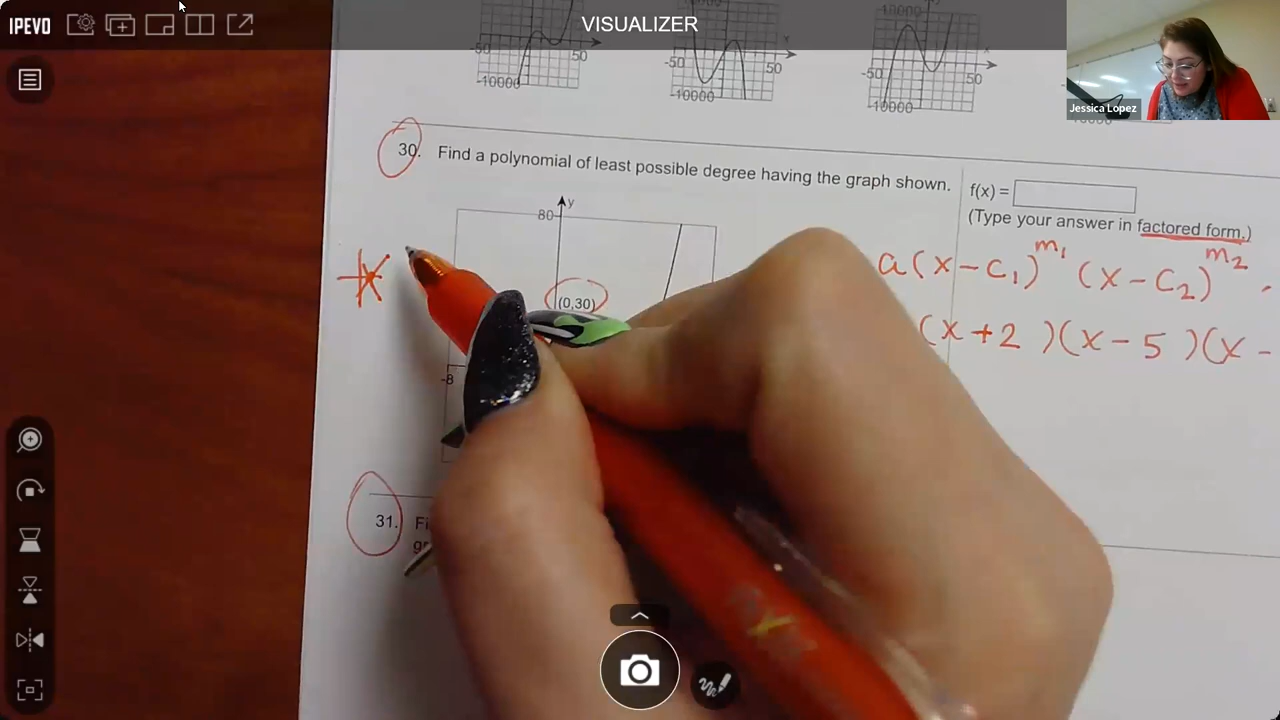 IPEVO
VISUALIZER
Jessica Lopez
-50
50
-10000
-50
50
10000
10000
-50
50
10000
30. Find a polynomial of least possible degree having the graph shown.
f(x) =
(Type your answer in factored form.)
80
y
(0,30)
-8
a(x-c₁)^m₁ (x-c₂)^m₂ .
(x+2)(x-5)(x-
31.